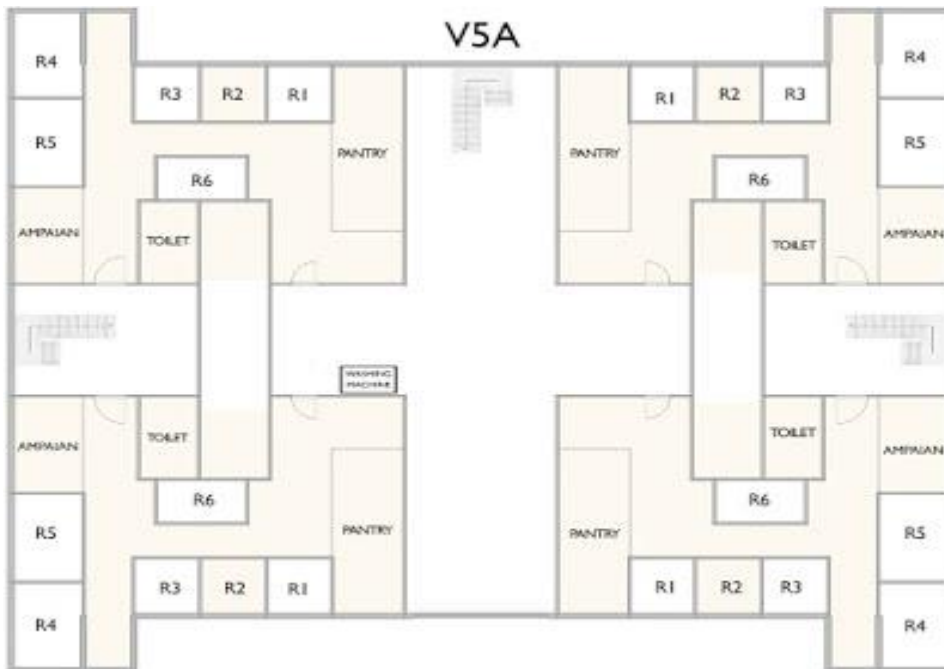 V5A
R4
R3
R2
R1
R1
R2
R3
R4
R5
PANTRY
PANTRY
R5
R6
R6
AMPAIAN
TOILET
TOILET
AMPAIAN
WASHING
MACHINE
AMPAIAN
TOILET
TOILET
AMPAIAN
R6
R6
R5
PANTRY
PANTRY
R5
R3
R2
R1
R1
R2
R3
R4
R4